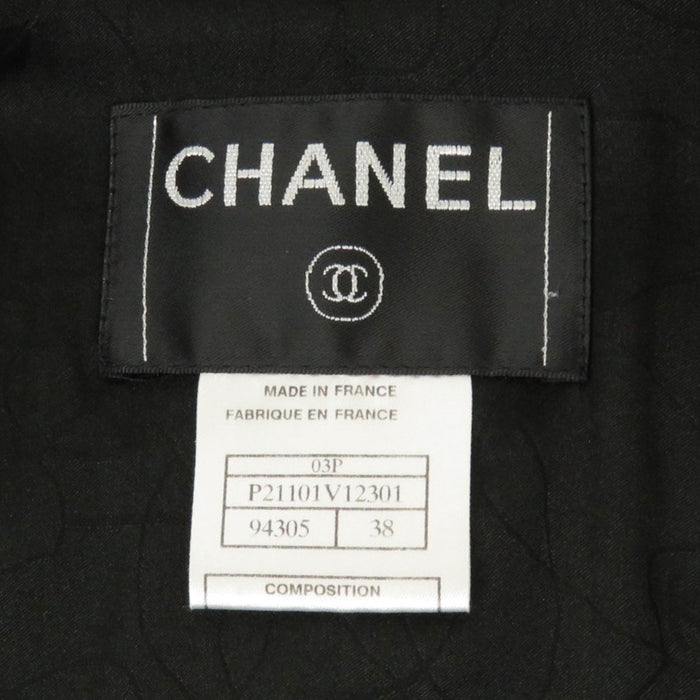 CHANEL
MADE IN FRANCE
FABRIQUE EN FRANCE
03P
P21101V12301
94305 38
COMPOSITION